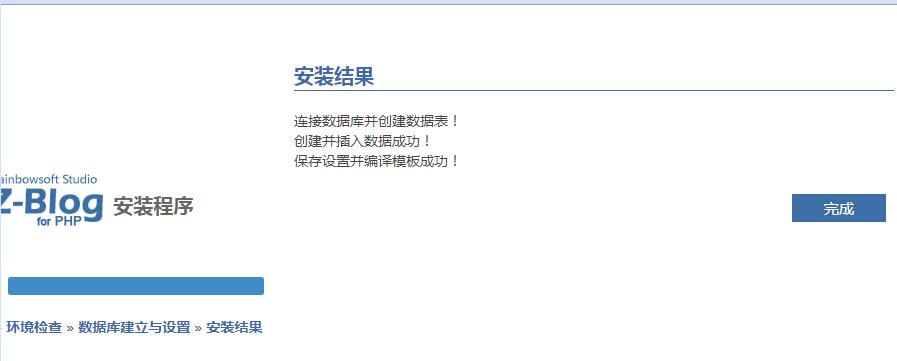 安装结果
连接数据库并创建数据表！
创建并插入数据成功！
保存设置并编译模板成功！
ainbowsoft Studio
Z-Blog 安装程序
for PHP
完成
» 环境检查 » 数据库建立与设置 » 安装结果